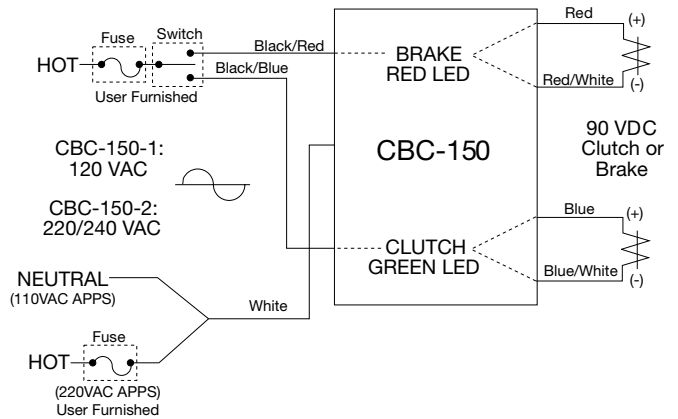 Fuse
Switch
HOT
User Furnished
Black/Red
Black/Blue
BRAKE
RED LED
Red
(+)
Red/White
(-)
CBC-150-1:
120 VAC
CBC-150-2:
220/240 VAC
CBC-150
90 VDC
Clutch or
Brake
CLUTCH
GREEN LED
Blue
(+)
Blue/White
(-)
NEUTRAL
(110VAC APPS)
White
Fuse
HOT
(220VAC APPS)
User Furnished